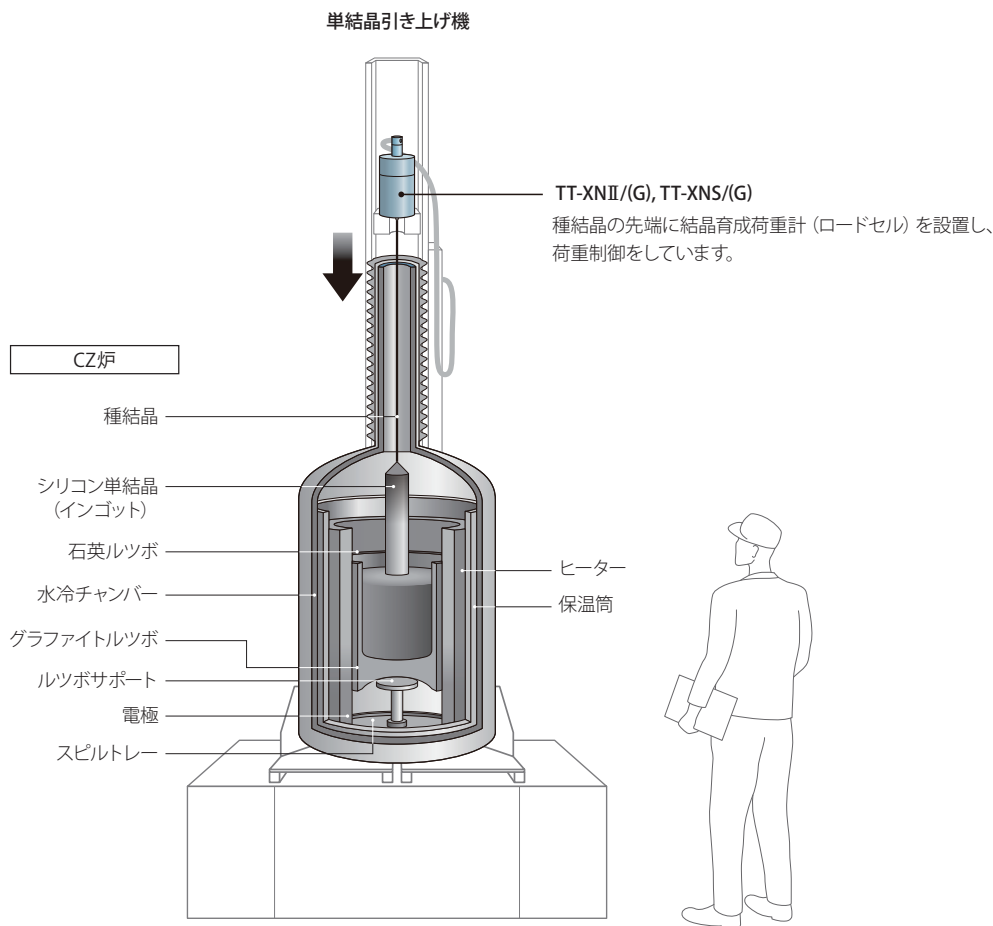 単結晶引き上げ機
TT-XNⅡ/(G), TT-XNS/(G)
種結晶の先端に結晶育成荷重計（ロードセル）を設置し、
荷重制御をしています。
CZ炉
種結晶
シリコン単結晶
（インゴット）
石英ルツボ
水冷チャンバー
グラファイトルツボ
ルツボサポート
電極
スピルトレー
ヒーター
保温筒